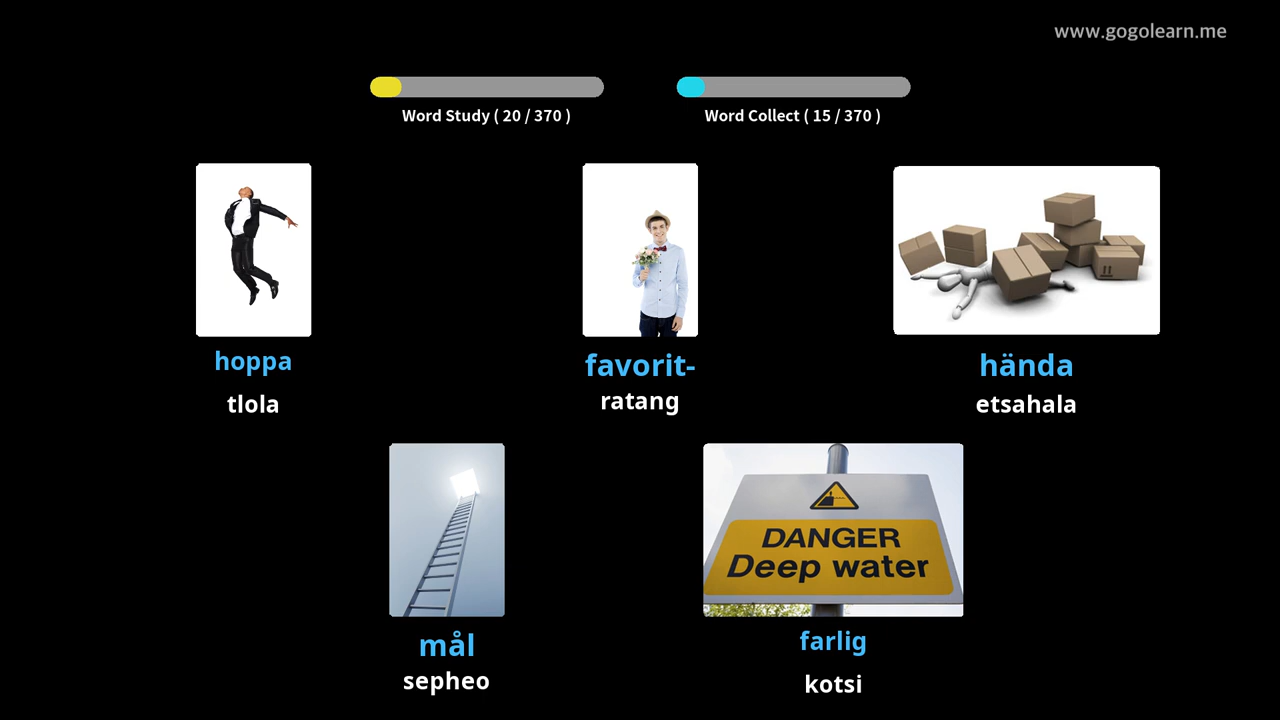 www.gogolearn.me
Word Study ( 20 / 370 )
Word Collect ( 15 / 370 )
hoppa
tlola
favorit-
ratang
hända
etsahala
DANGER
Deep water
mål
sepheo
farlig
kotsi